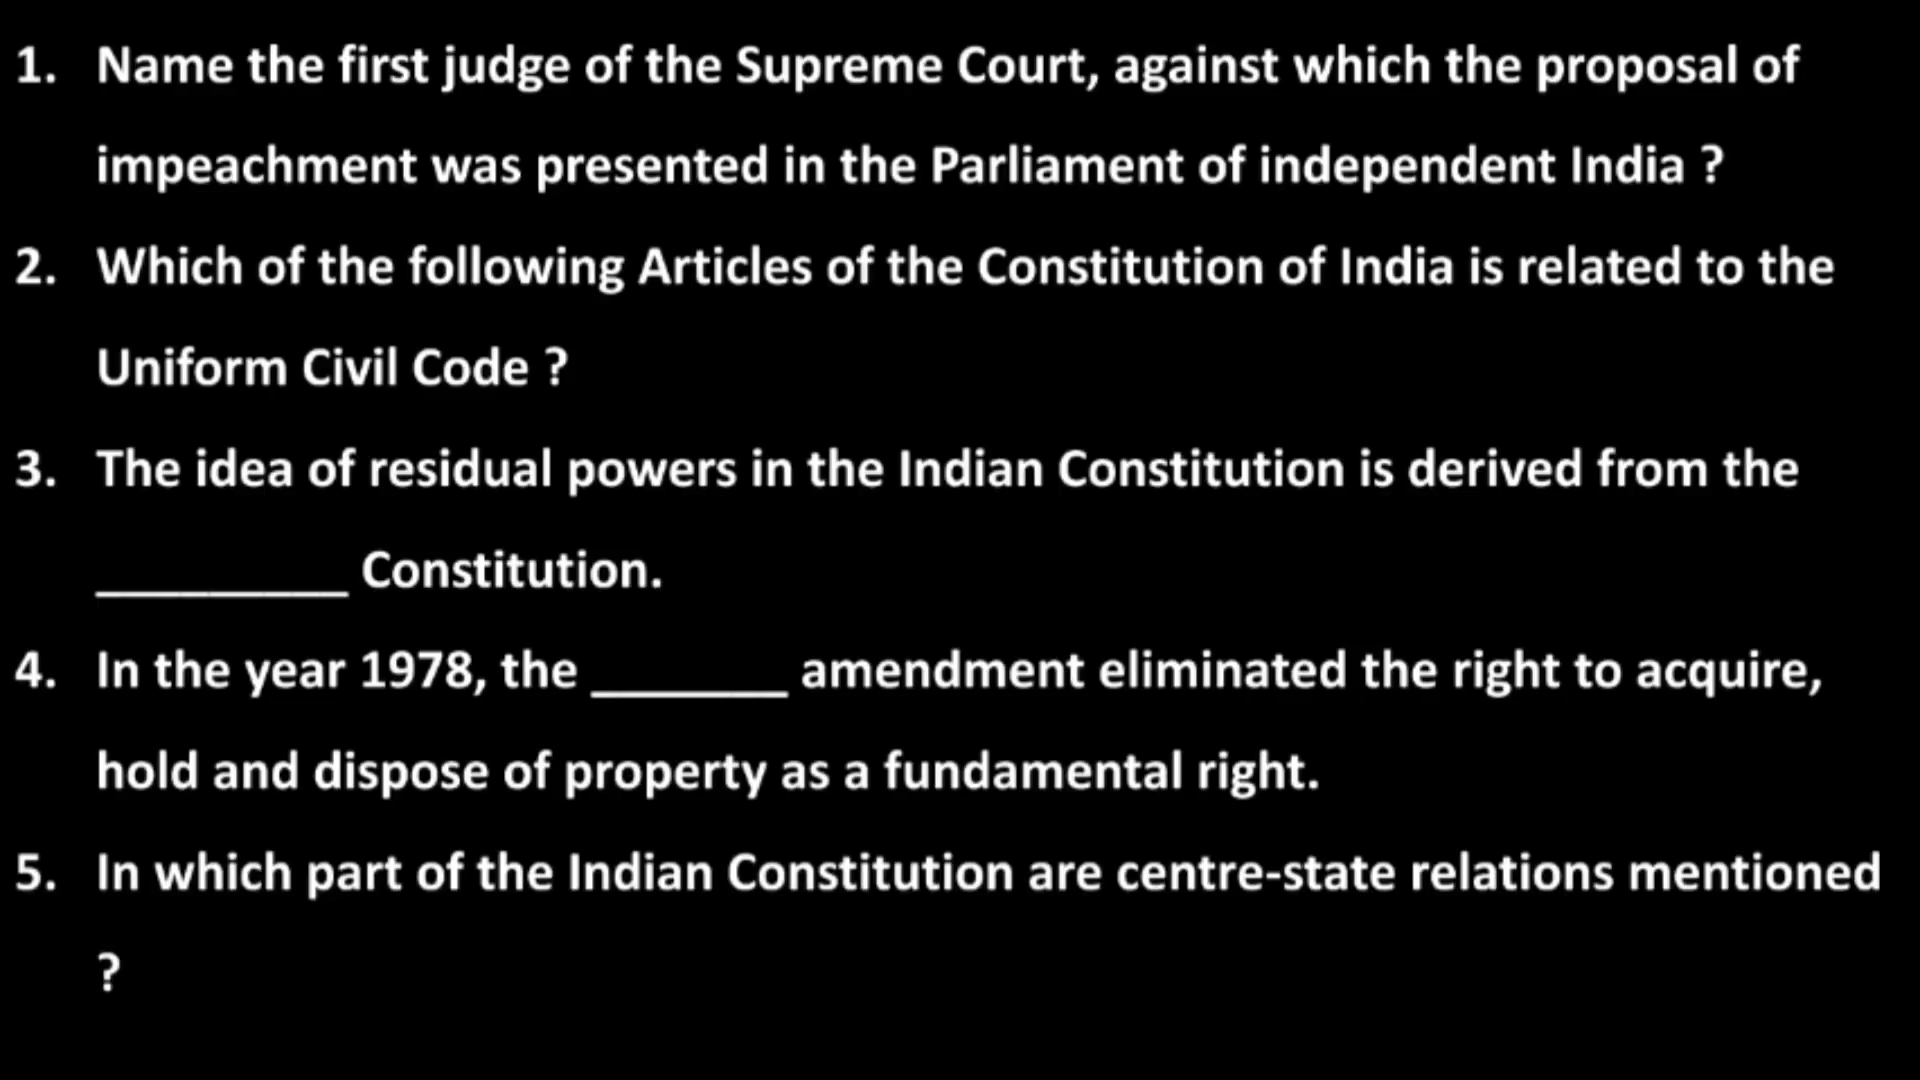 1. Name the first judge of the Supreme Court, against which the proposal of
impeachment was presented in the Parliament of independent India ?
2. Which of the following Articles of the Constitution of India is related to the
Uniform Civil Code ?
3. The idea of residual powers in the Indian Constitution is derived from the
__________ Constitution.
4. In the year 1978, the ________ amendment eliminated the right to acquire,
hold and dispose of property as a fundamental right.
5. In which part of the Indian Constitution are centre-state relations mentioned
?